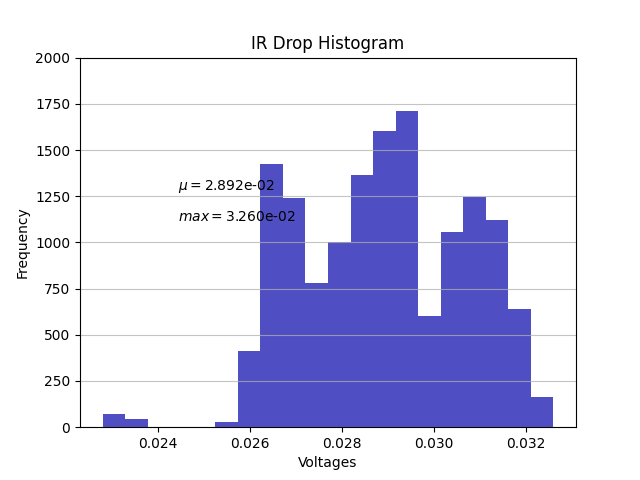 IR Drop Histogram
2000
1750
1500
1250
1000
750
500
250
0
Frequency
μ = 2.892e-02
max = 3.260e-02
0.024 0.026 0.028 0.030 0.032
Voltages